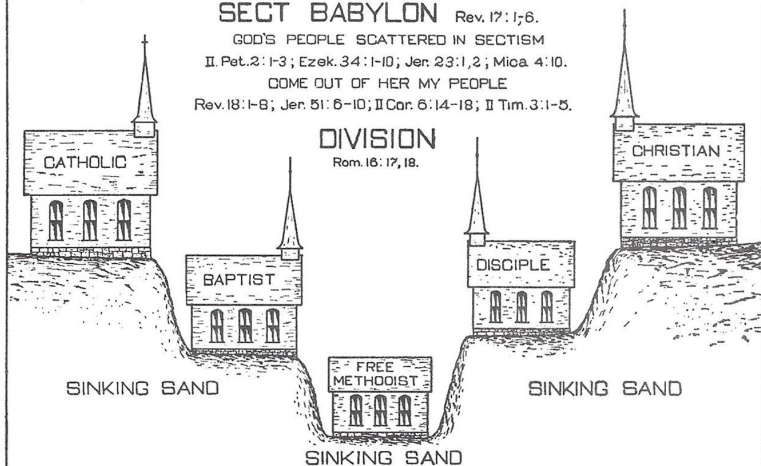 SECT BABYLON Rev. 17:1-6.
GOD'S PEOPLE SCATTERED IN SECTISM
II Pet. 2:1-3; Ezek. 34:1-10; Jer. 23:1,2; Mica 4:10.
COME OUT OF HER MY PEOPLE
Rev. 18:1-8; Jer. 51:6-10; II Cor. 6:14-18; II Tim. 3:1-5.
DIVISION
Rom. 16:17,18.
CATHOLIC
CHRISTIAN
BAPTIST
DISCIPLE
FREE
METHODIST
SINKING SAND
SINKING SAND
SINKING SAND